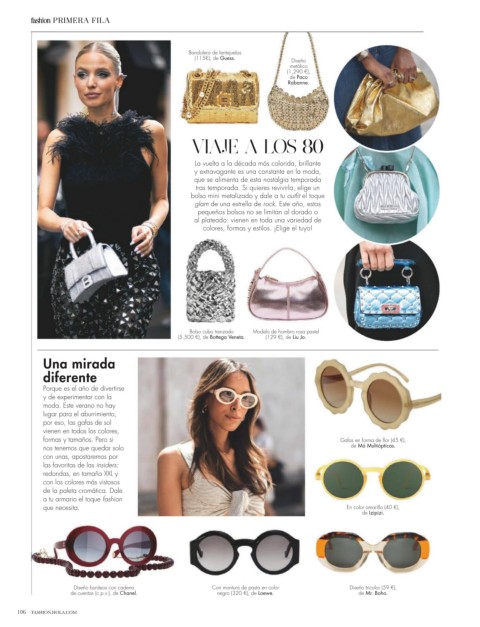 fashion PRIMERA FILA
Bandolera de lentejuelas
(115€), de Guess.
Diseño
metálico
(1.290 €),
de Paco
Rabanne.
VIAJE A LOS 80
La vuelta a la década más colorida, brillante
y extravagante es una constante en la moda,
que se alimenta de esta nostalgia temporada
tras temporada. Si quieres revivirla, elige un
bolso mini metalizado y dale a tu outfit el toque
glam de una estrella de rock. Este año, estos
pequeños bolsos no se limitan al dorado o
al plateado: vienen en toda una variedad de
colores, formas y estilos. ¡Elige el tuyo!
Bolso cubo trenzado
(5.500 €), de Bottega Veneta.
Modelo de hombro rosa pastel
(129 €), de Liu Jo.
Una mirada
diferente
Porque es el año de divertirse
y de experimentar con la
moda. Este verano no hay
lugar para el aburrimiento,
por eso, las gafas de sol
vienen en todos los colores,
formas y tamaños. Pero si
nos tenemos que quedar solo
con unas, apostaremos por
las favoritas de las insiders:
redondas, en tamaño XXL y
con los colores más vistosos
de la paleta cromática. Dale
a tu armario el toque fashion
que necesita.
Gafas en forma de flor (45 €),
de Mó Multiópticas.
En color amarillo (40 €),
de Izipizi.
Diseño burdeos con cadena
de cuentas (c.p.v.), de Chanel.
Con montura de pasta en color
negro (320 €), de Loewe.
Diseño tricolor (59 €),
de Mr. Boho.
106 FASHION.HOLA.COM